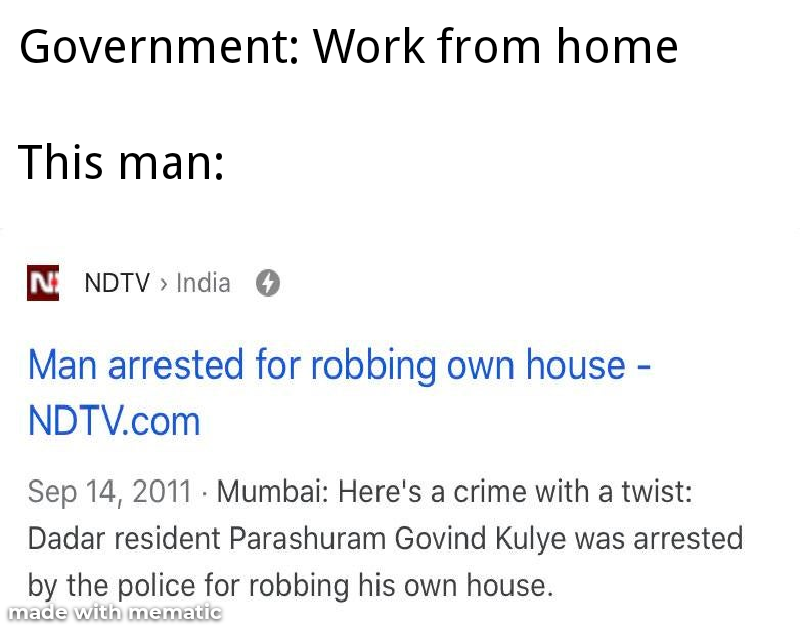 Government: Work from home
This man:
NDTV › India
Man arrested for robbing own house -
NDTV.com
Sep 14, 2011 · Mumbai: Here's a crime with a twist:
Dadar resident Parashuram Govind Kulye was arrested
by the police for robbing his own house.
made with mematic